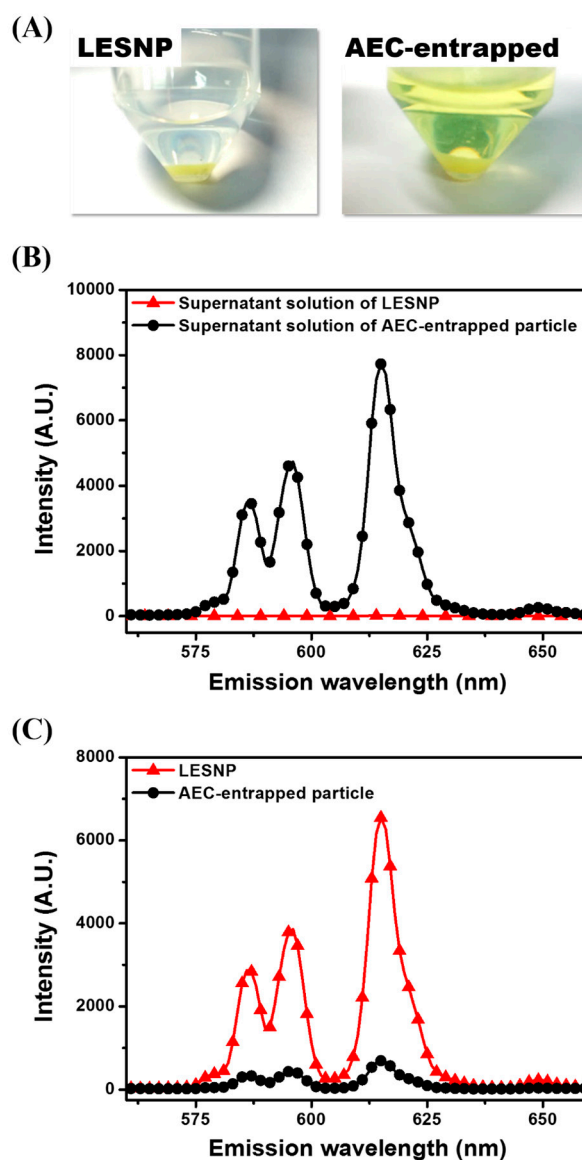 (A)
LESNP
AEC-entrapped
(B)
10000
8000
6000
4000
2000
0
Intensity (A.U.)
Supernatant solution of LESNP
Supernatant solution of AEC-entrapped particle
575
600
625
650
Emission wavelength (nm)
(C)
8000
6000
4000
2000
0
Intensity (A.U.)
LESNP
AEC-entrapped particle
575
600
625
650
Emission wavelength (nm)